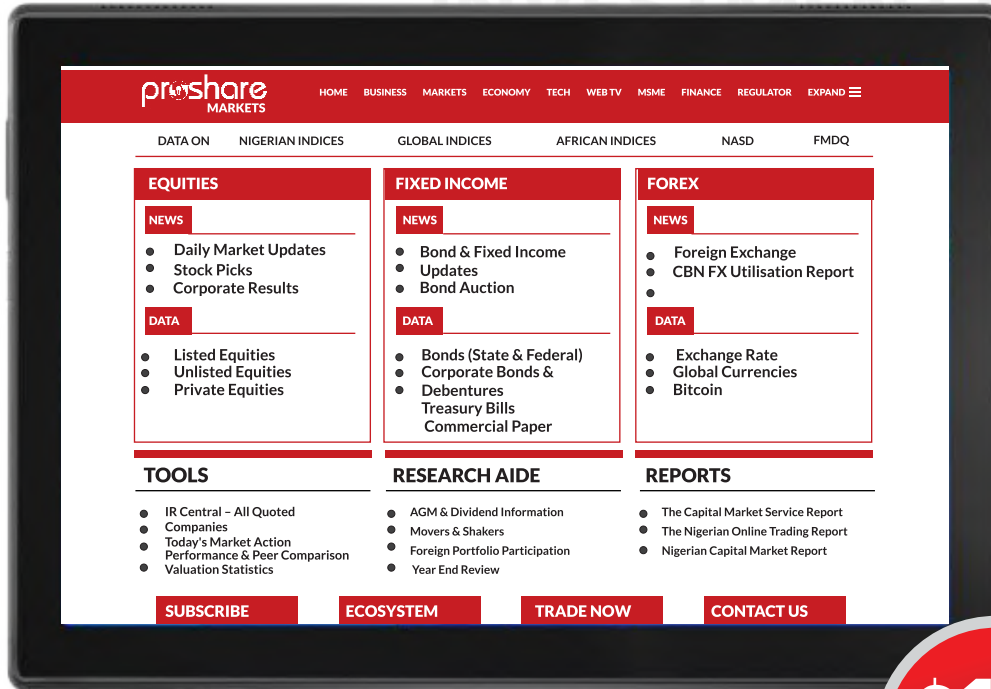 proshare
MARKETS
HOME BUSINESS MARKETS ECONOMY TECH WEB TV MSME FINANCE REGULATOR EXPAND
DATA ON NIGERIAN INDICES GLOBAL INDICES AFRICAN INDICES NASD FMDQ
EQUITIES
NEWS
Daily Market Updates
Stock Picks
Corporate Results
DATA
Listed Equities
Unlisted Equities
Private Equities
FIXED INCOME
NEWS
Bond & Fixed Income
Updates
Bond Auction
DATA
Bonds (State & Federal)
Corporate Bonds &
Debentures
Treasury Bills
Commercial Paper
FOREX
NEWS
Foreign Exchange
CBN FX Utilisation Report
DATA
Exchange Rate
Global Currencies
Bitcoin
TOOLS
IR Central – All Quoted
Companies
Today's Market Action
Performance & Peer Comparison
Valuation Statistics
RESEARCH AIDE
AGM & Dividend Information
Movers & Shakers
Foreign Portfolio Participation
Year End Review
REPORTS
The Capital Market Service Report
The Nigerian Online Trading Report
Nigerian Capital Market Report
SUBSCRIBE ECOSYSTEM TRADE NOW CONTACT US